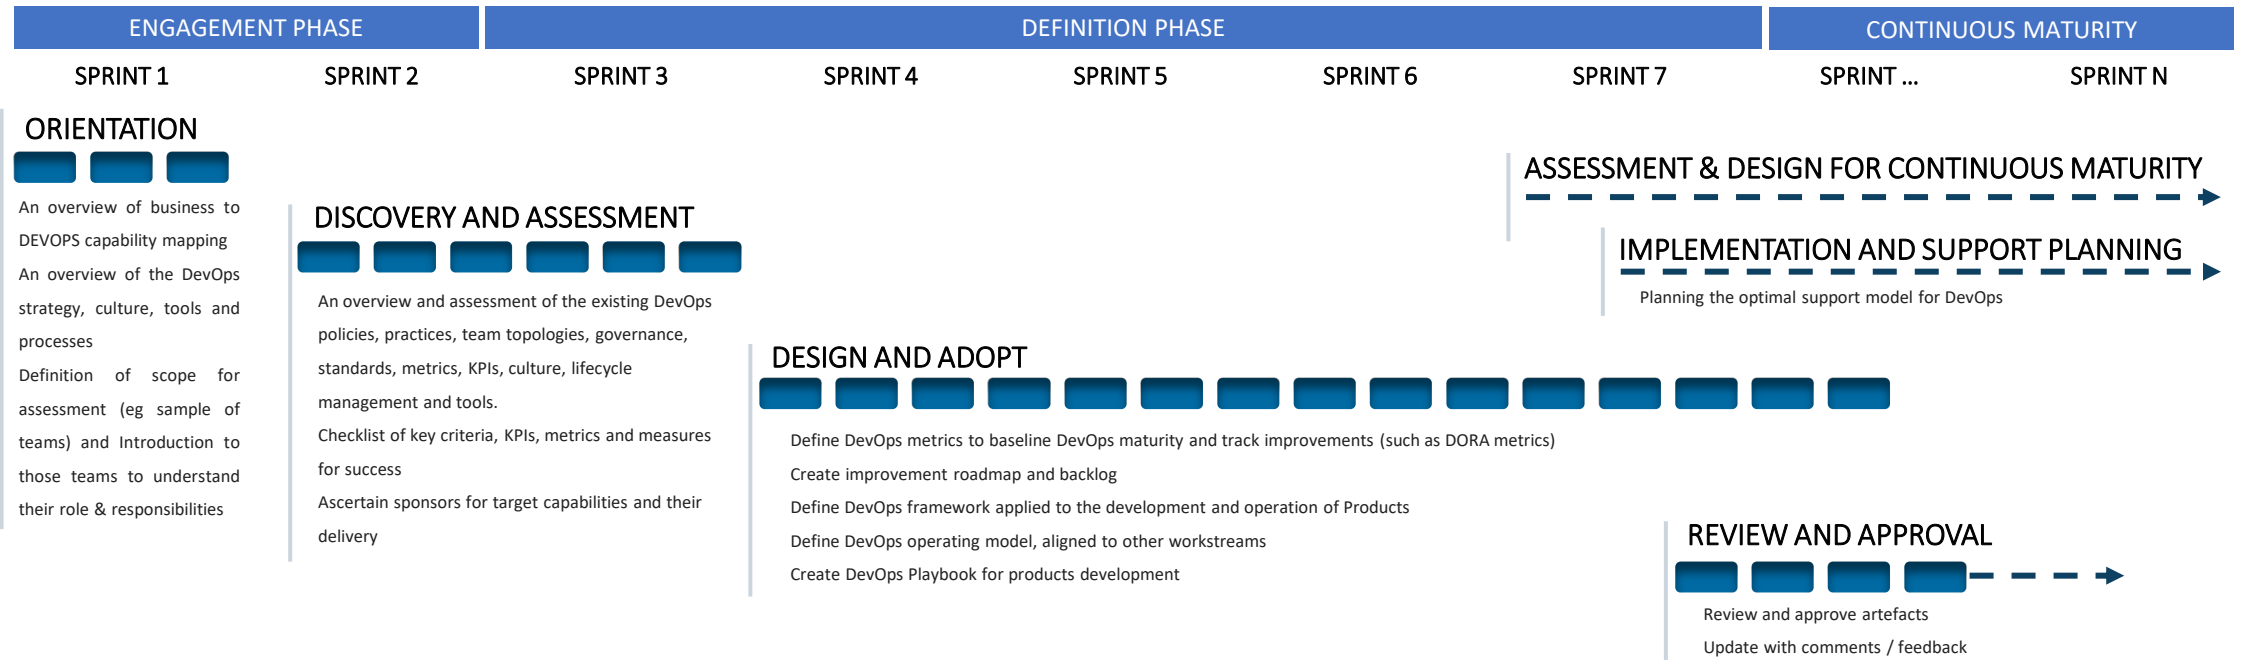 ENGAGEMENT PHASE
DEFINITION PHASE
CONTINUOUS MATURITY
SPRINT 1
SPRINT 2
SPRINT 3
SPRINT 4
SPRINT 5
SPRINT 6
SPRINT 7
SPRINT ...
SPRINT N
ORIENTATION
An overview of business to
DEVOPS capability mapping
An overview of the DevOps
strategy, culture, tools and
processes
Definition of scope for
assessment (eg sample of
teams) and Introduction to
those teams to understand
their role & responsibilities
DISCOVERY AND ASSESSMENT
An overview and assessment of the existing DevOps
policies, practices, team topologies, governance,
standards, metrics, KPIs, culture, lifecycle
management and tools.
Checklist of key criteria, KPIs, metrics and measures
for success
Ascertain sponsors for target capabilities and their
delivery
DESIGN AND ADOPT
Define DevOps metrics to baseline DevOps maturity and track improvements (such as DORA metrics)
Create improvement roadmap and backlog
Define DevOps framework applied to the development and operation of Products
Define DevOps operating model, aligned to other workstreams
Create DevOps Playbook for products development
ASSESSMENT & DESIGN FOR CONTINUOUS MATURITY
IMPLEMENTATION AND SUPPORT PLANNING
Planning the optimal support model for DevOps
REVIEW AND APPROVAL
Review and approve artefacts
Update with comments / feedback